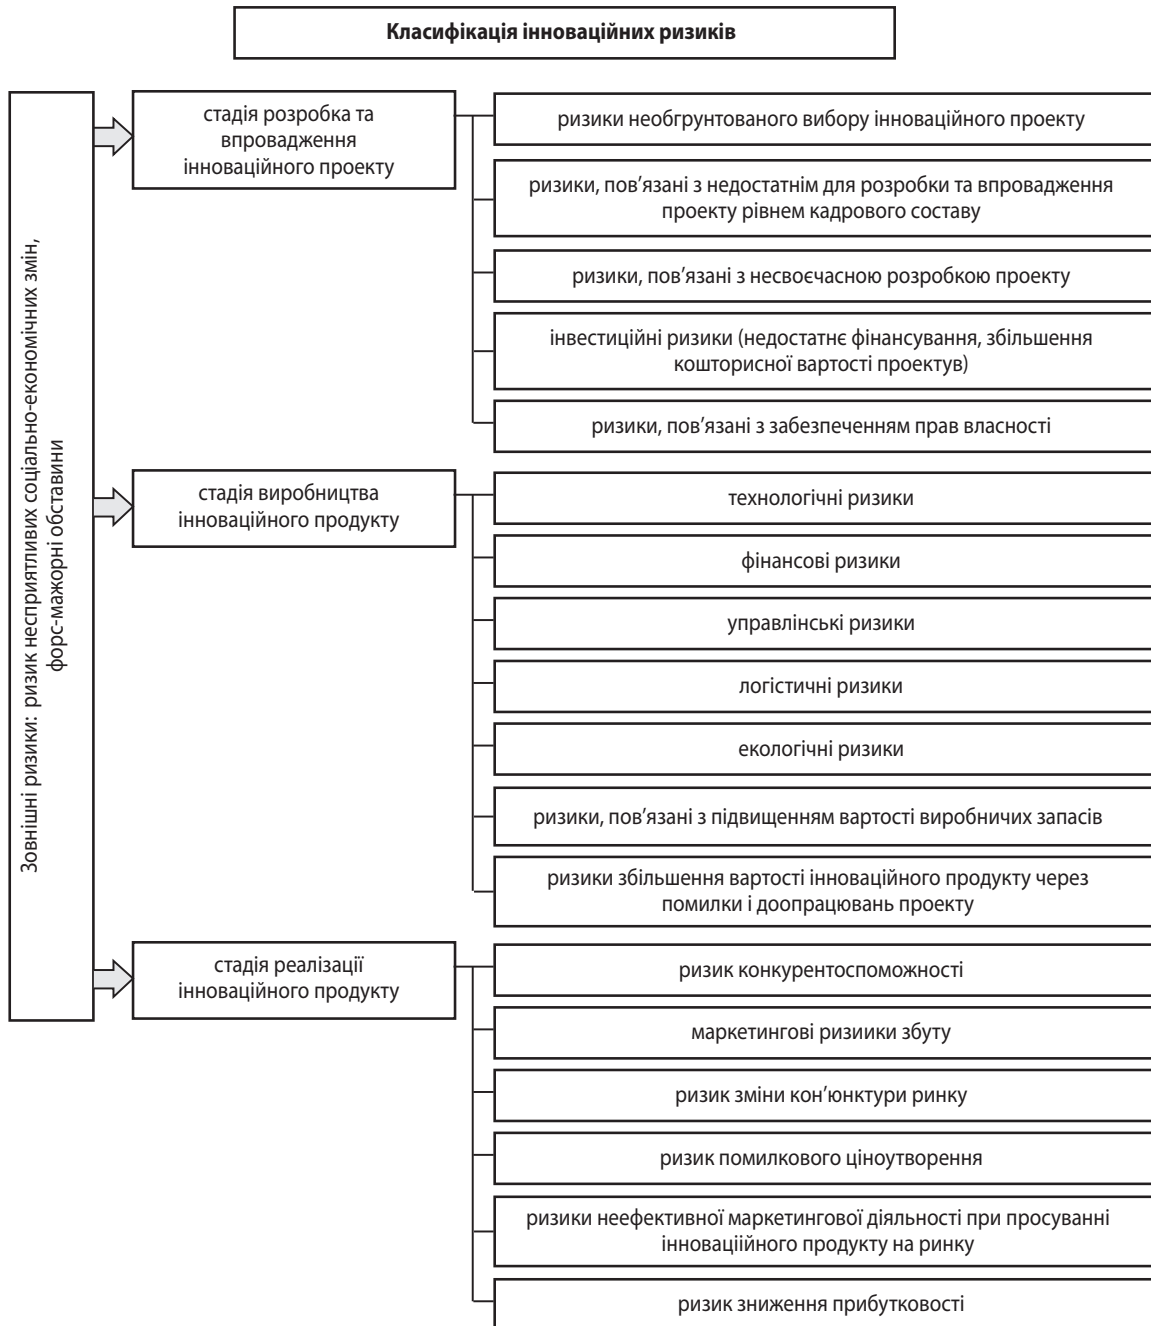 Класифікація інноваційних ризиків
Зовнішні ризики: ризик несприятливих соціально-економічних змін,
форс-мажорні обставини
стадія розробка та
впровадження
інноваційного проекту
ризики необгрунтованого вибору інноваційного проекту
ризики, пов’язані з недостатнім для розробки та впровадження
проекту рівнем кадрового составу
ризики, пов’язані з несвоєчасною розробкою проекту
інвестиційні ризики (недостатнє фінансування, збільшення
кошторисної вартості проектув)
ризики, пов’язані з забезпеченням прав власності
стадія виробництва
інноваційного продукту
технологічні ризики
фінансові ризики
управлінські ризики
логістичні ризики
екологічні ризики
ризики, пов’язані з підвищенням вартості виробничих запасів
ризики збільшення вартості інноваційного продукту через
помилки і доопрацювань проекту
стадія реалізації
інноваційного продукту
ризик конкурентоспоможності
маркетингові ризиики збуту
ризик зміни кон’юнктури ринку
ризик помилкового ціноутворення
ризики неефективної маркетингової діяльності при просуванні
інноваціійного продукту на ринку
ризик зниження прибутковості